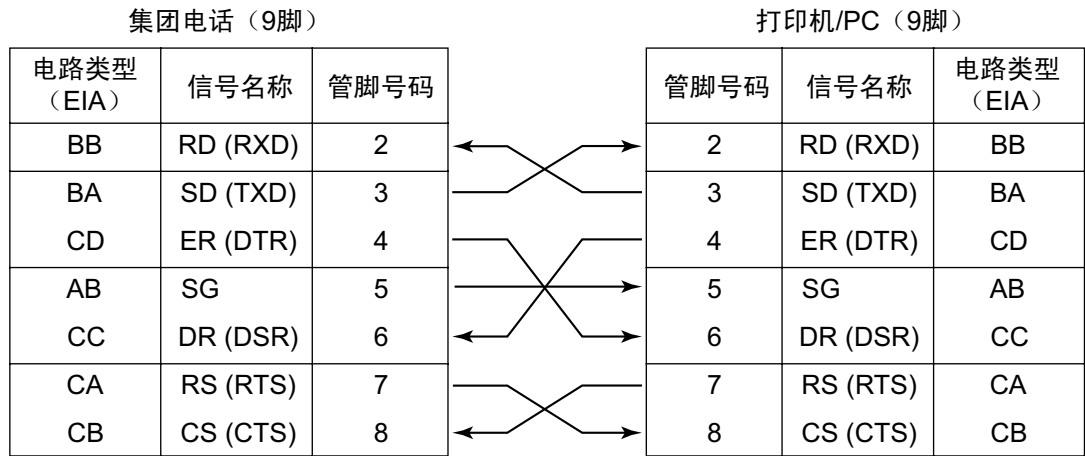 集团电话（9脚） 打印机/PC（9脚）
电路类型（EIA） 信号名称 管脚号码 管脚号码 信号名称 电路类型（EIA）
BB RD (RXD) 2 2 RD (RXD) BB
BA SD (TXD) 3 3 SD (TXD) BA
CD ER (DTR) 4 4 ER (DTR) CD
AB SG 5 5 SG AB
CC DR (DSR) 6 6 DR (DSR) CC
CA RS (RTS) 7 7 RS (RTS) CA
CB CS (CTS) 8 8 CS (CTS) CB